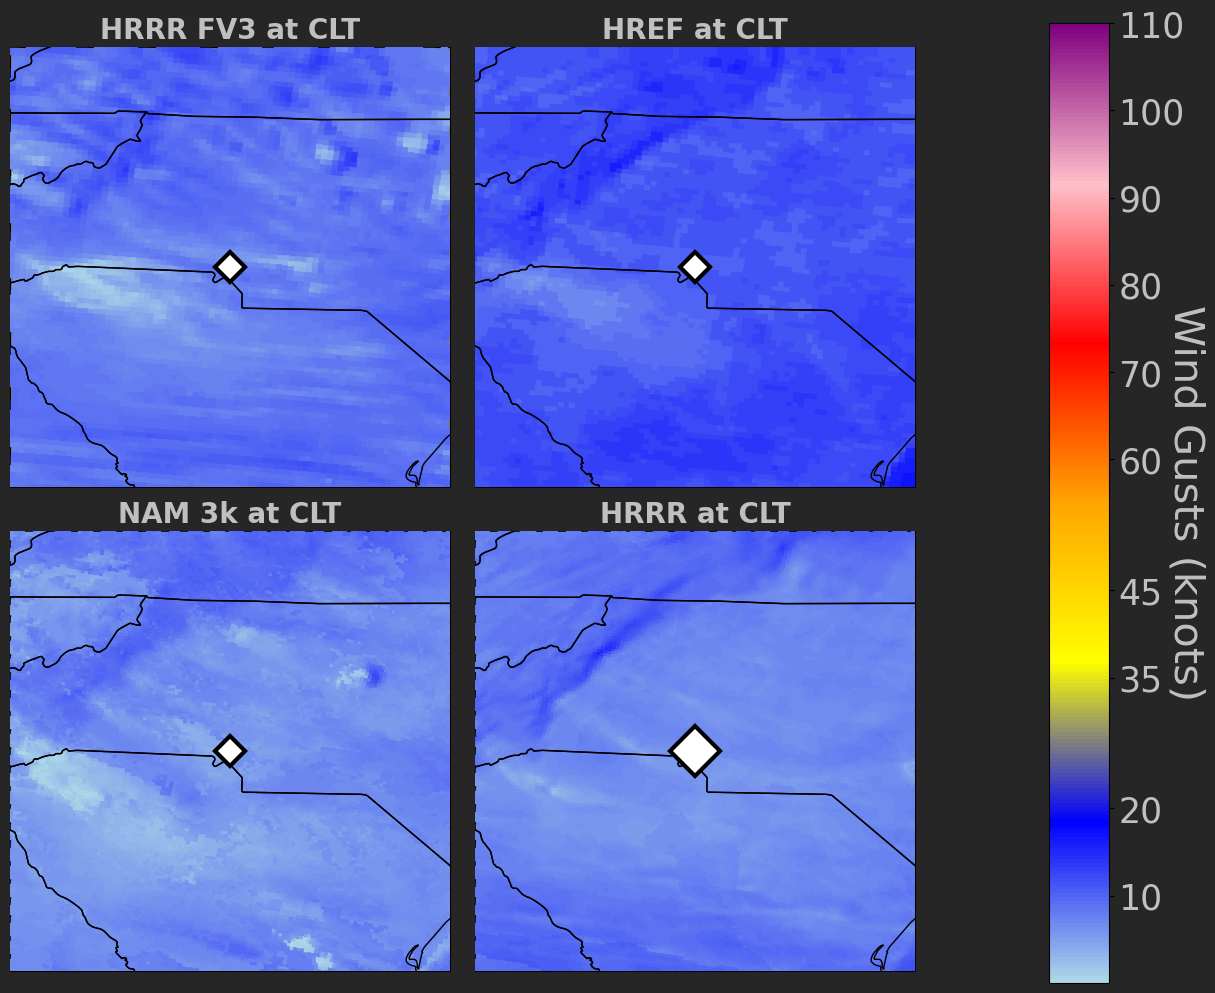 HRRR FV3 at CLT
HREF at CLT
NAM 3k at CLT
HRRR at CLT
110
100
90
80
70
60
45
35
20
10
Wind Gusts (knots)